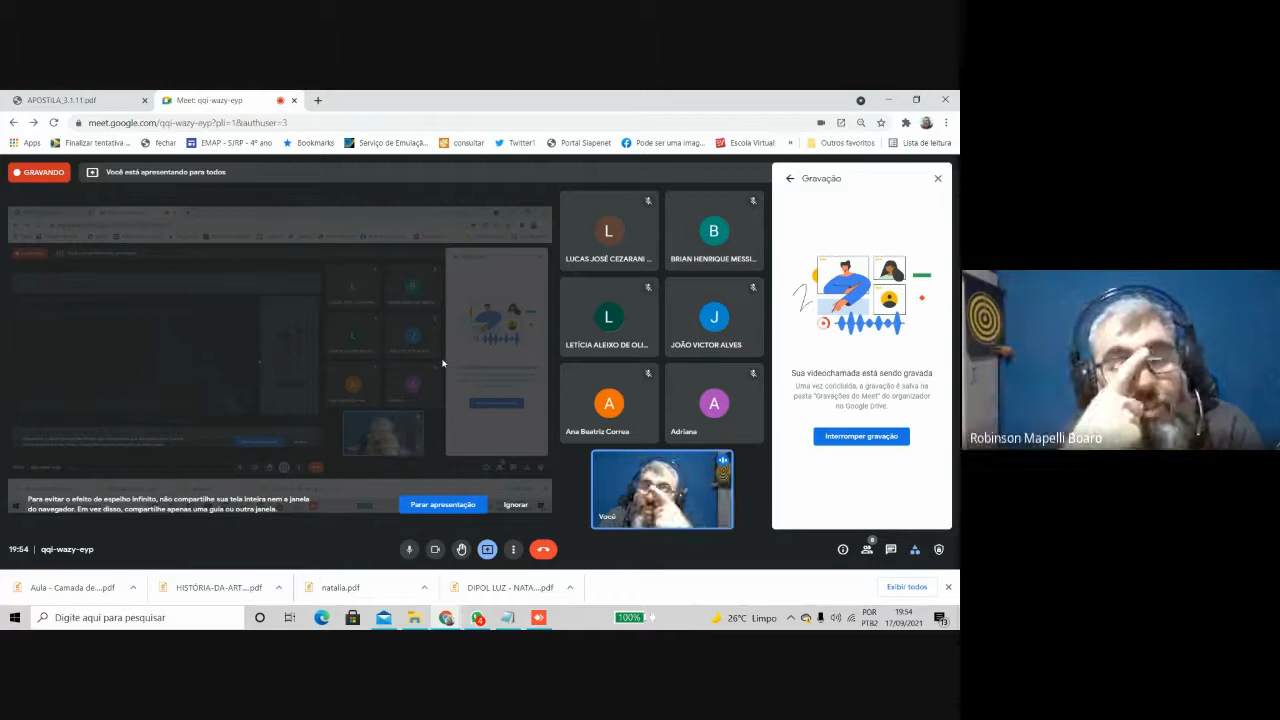 APOSTILA_3.1.11.pdf
Meet: qqi-wazy-eyp
meet.google.com/qqi-wazy-eyp?pli=1&authuser=3
Apps
Finalizar tentativa ...
fechar
EMAP - SJRP - 4º ano
Bookmarks
Serviço de Emulaçã...
consultar
Twitter1
Portal Siapenet
Pode ser uma imag...
Escola Virtual
»
Outros favoritos
Lista de leitura
GRAVANDO
Você está apresentando para todos
Gravação
L
LUCAS JOSÉ CEZARANI ...
B
BRIAN HENRIQUE MESSI...
L
LETÍCIA ALEIXO DE OLI...
J
JOÃO VICTOR ALVES
A
Ana Beatriz Correa
A
Adriana
Você
Sua videochamada está sendo gravada
Uma vez concluída, a gravação é salva na
pasta "Gravações do Meet" do organizador
no Google Drive.
Interromper gravação
Para evitar o efeito de espelho infinito, não compartilhe sua tela inteira nem a janela
do navegador. Em vez disso, compartilhe apenas uma guia ou outra janela.
Parar apresentação
Ignorar
Robinson Mapelli Boaro
19:54 | qqi-wazy-eyp
8
Aula - Camada de....pdf
HISTÓRIA-DA-ART....pdf
natalia.pdf
DIPOL LUZ - NATA....pdf
Exibir todos
Digite aqui para pesquisar
4
100%
26°C Limpo
POR
PTB2
19:54
17/09/2021
13